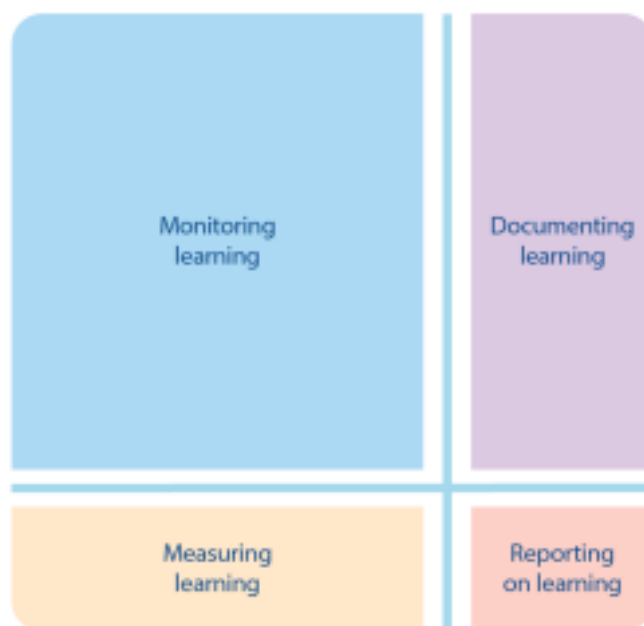 Monitoring
learning
Documenting
learning
Measuring
learning
Reporting
on learning